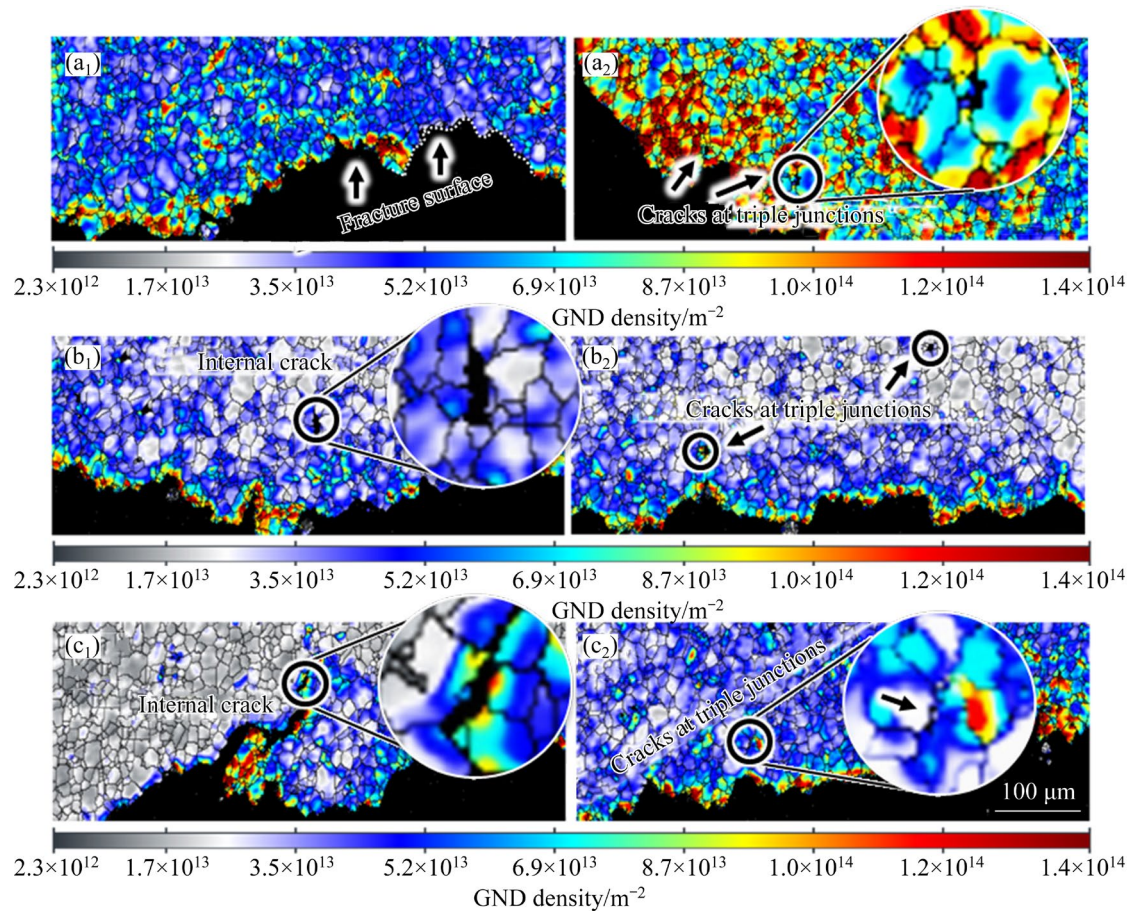 (a₁)
(a₂)
Fracture surface
Cracks at triple junctions
2.3×10¹² 1.7×10¹³ 3.5×10¹³ 5.2×10¹³ 6.9×10¹³ 8.7×10¹³ 1.0×10¹⁴ 1.2×10¹⁴ 1.4×10¹⁴
GND density/m⁻²
(b₁)
Internal crack
(b₂)
Cracks at triple junctions
2.3×10¹² 1.7×10¹³ 3.5×10¹³ 5.2×10¹³ 6.9×10¹³ 8.7×10¹³ 1.0×10¹⁴ 1.2×10¹⁴ 1.4×10¹⁴
GND density/m⁻²
(c₁)
Internal crack
(c₂)
Cracks at triple junctions
100 μm
2.3×10¹² 1.7×10¹³ 3.5×10¹³ 5.2×10¹³ 6.9×10¹³ 8.7×10¹³ 1.0×10¹⁴ 1.2×10¹⁴ 1.4×10¹⁴
GND density/m⁻²